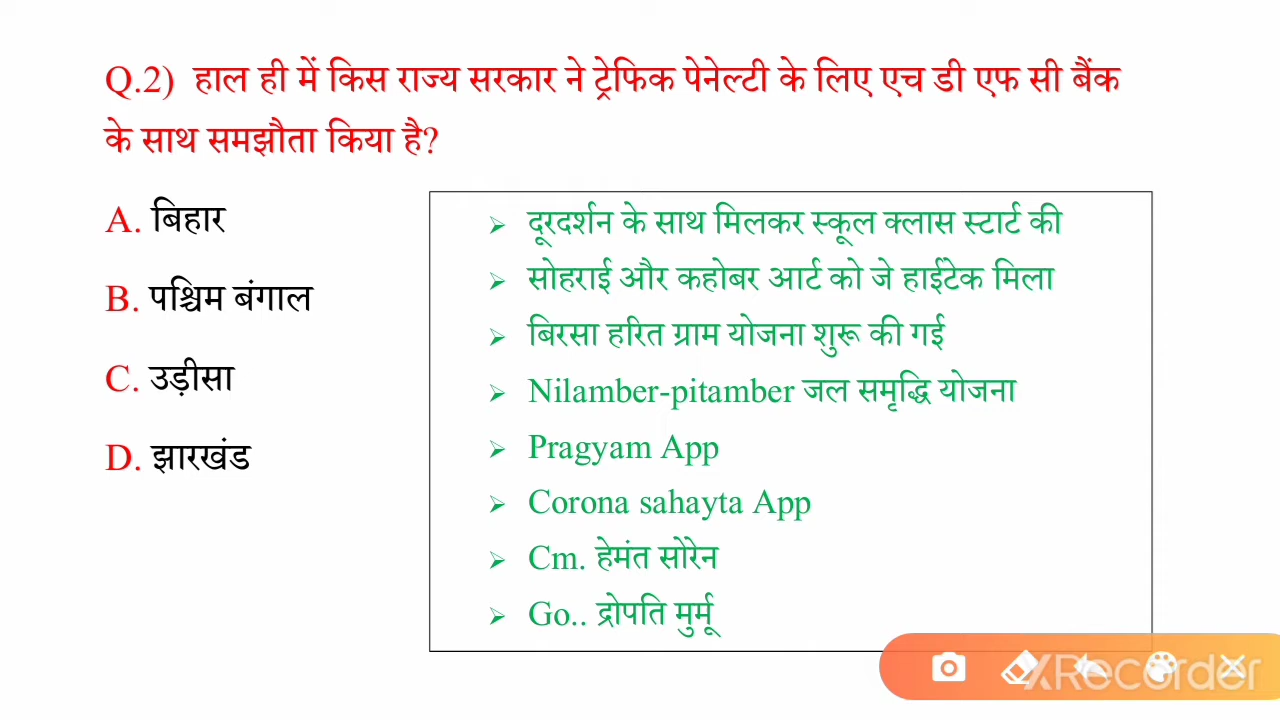 Q.2) हाल ही में किस राज्य सरकार ने ट्रेफिक पेनेल्टी के लिए एच डी एफ सी बैंक
के साथ समझौता किया है?
A. बिहार
B. पश्चिम बंगाल
C. उड़ीसा
D. झारखंड
➢ दूरदर्शन के साथ मिलकर स्कूल क्लास स्टार्ट की
➢ सोहराई और कहोबर आर्ट को जे हाईटेक मिला
➢ बिरसा हरित ग्राम योजना शुरू की गई
➢ Nilamber-pitamber जल समृद्धि योजना
➢ Pragyam App
➢ Corona sahayta App
➢ Cm. हेमंत सोरेन
➢ Go.. द्रोपति मुर्मू
XRecorder